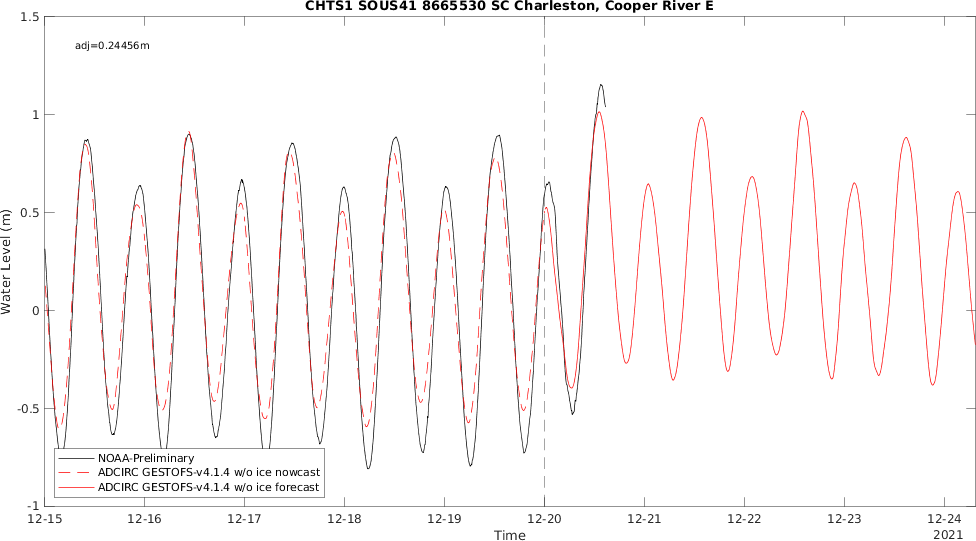 CHTS1 SOUS41 8665530 SC Charleston, Cooper River E
1.5
adj=0.24456m
1
0.5
Water Level (m)
0
-0.5
NOAA-Preliminary
ADCIRC GESTOFS-v4.1.4 w/o ice nowcast
ADCIRC GESTOFS-v4.1.4 w/o ice forecast
-1
12-15 12-16 12-17 12-18 12-19 12-20 12-21 12-22 12-23 12-24
Time 2021